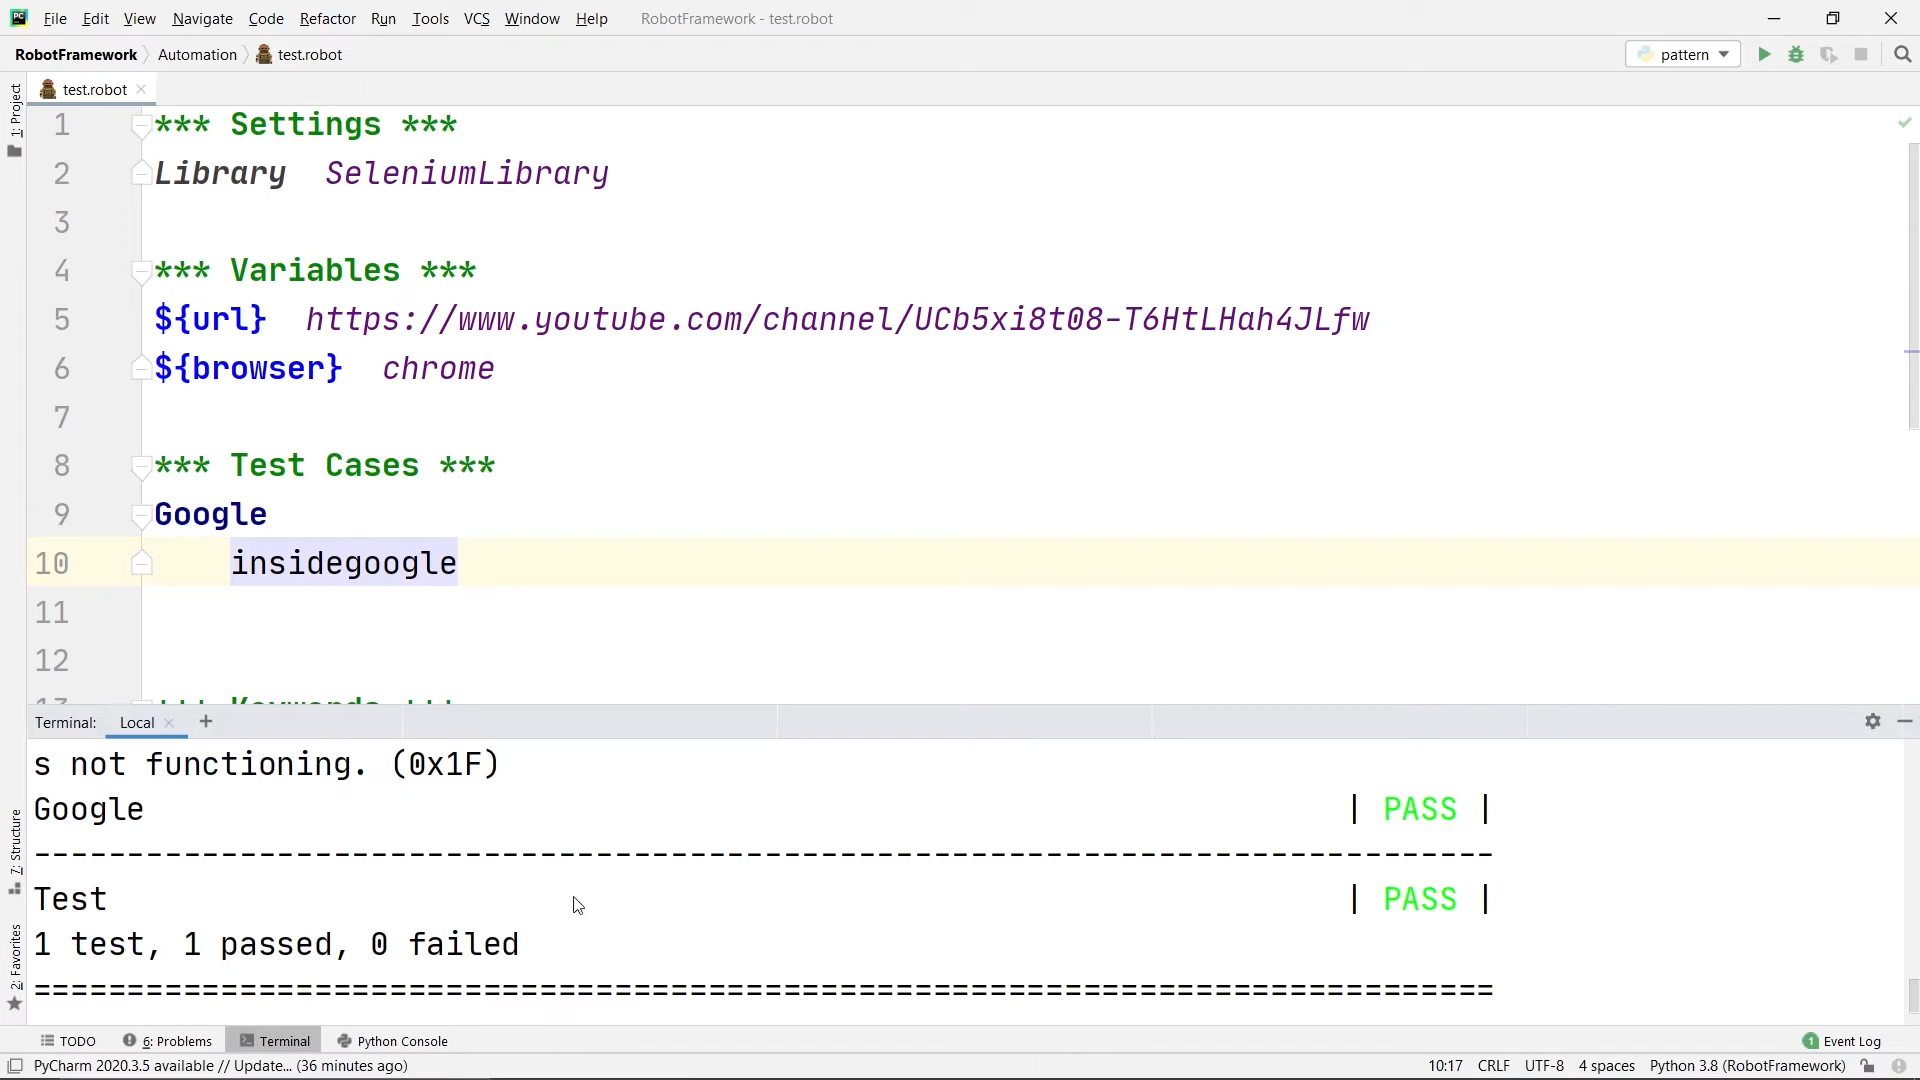 File Edit View Navigate Code Refactor Run Tools VCS Window Help RobotFramework - test.robot
RobotFramework Automation test.robot pattern
test.robot
1: Project
1 *** Settings ***
2 Library SeleniumLibrary
3
4 *** Variables ***
5 ${url} https://www.youtube.com/channel/UCb5xi8t08-T6HtLHah4JLfw
6 ${browser} chrome
7
8 *** Test Cases ***
9 Google
10 insidegoogle
11
12
13 *** Keywords ***
Terminal: Local
s not functioning. (0x1F)
Google | PASS |
------------------------------------------------------------------------------
Test | PASS |
1 test, 1 passed, 0 failed
==============================================================================
7: Structure
2: Favorites
TODO 6: Problems Terminal Python Console 1 Event Log
PyCharm 2020.3.5 available // Update... (36 minutes ago) 10:17 CRLF UTF-8 4 spaces Python 3.8 (RobotFramework)